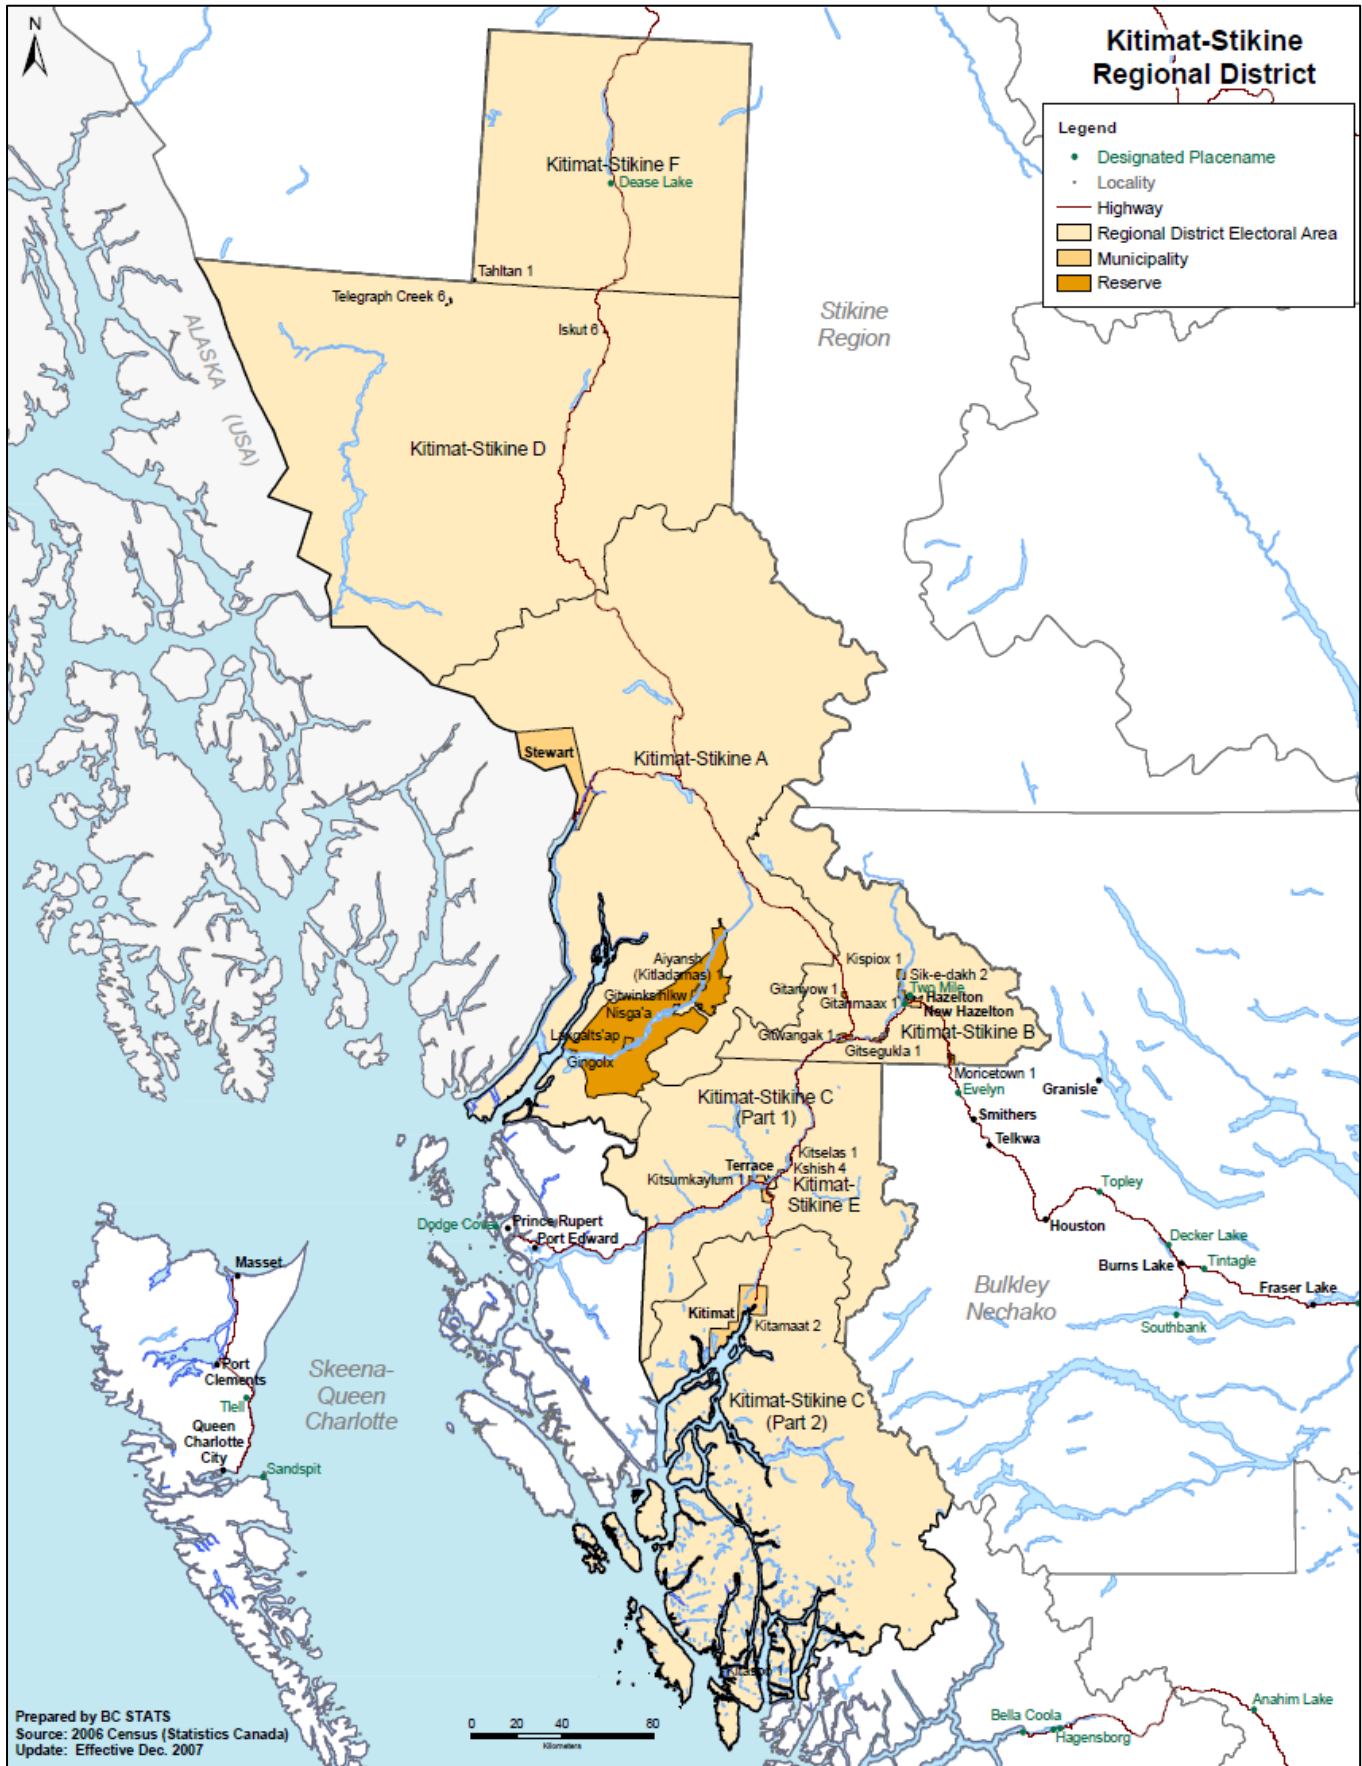 N
Kitimat-Stikine
Regional District
Legend
Designated Placename
Locality
Highway
Regional District Electoral Area
Municipality
Reserve
Kitimat-Stikine F
Dease Lake
Tahltan 1
Telegraph Creek 6
Iskut 6
Stikine
Region
ALASKA
(USA)
Kitimat-Stikine D
Stewart
Kitimat-Stikine A
Kispiox 1
Aiyansh
(Kitladamas) 1
Sik-e-dakh 2
Two Mile
Gitanyow 1
Gitanmaax 1
Hazelton
New Hazelton
Gitwinksihlkw
Nisga'a
Kitimat-Stikine B
Laxgalts'ap
Gitwangak 1
Gitsegukla 1
Gingolx
Moricetown 1
Evelyn
Granisle
Kitimat-Stikine C
(Part 1)
Smithers
Telkwa
Kitselas 1
Terrace
Kshish 4
Kitsumkaylum 1
Kitimat-
Stikine E
Topley
Dodge Cove
Prince Rupert
Port Edward
Houston
Decker Lake
Masset
Burns Lake
Tintagle
Bulkley
Nechako
Fraser Lake
Kitimat
Kitamaat 2
Southbank
Port
Clements
Skeena-
Queen
Charlotte
Tlell
Kitimat-Stikine C
(Part 2)
Queen
Charlotte
City
Sandspit
Kitasoo 1
Anahim Lake
Bella Coola
Hagensborg
Prepared by BC STATS
Source: 2006 Census (Statistics Canada)
Update: Effective Dec. 2007
0 20 40 80
Kilometers